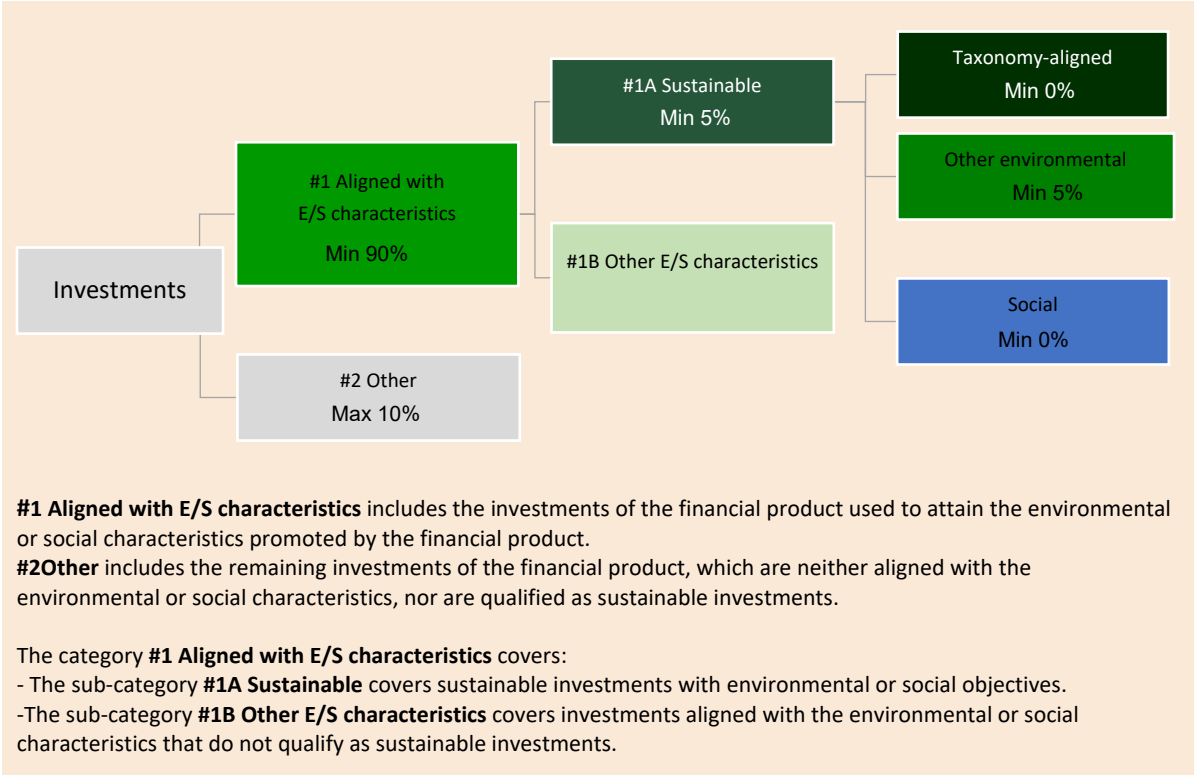 Investments
#1 Aligned with
E/S characteristics
Min 90%
#2 Other
Max 10%
#1A Sustainable
Min 5%
#1B Other E/S characteristics
Taxonomy-aligned
Min 0%
Other environmental
Min 5%
Social
Min 0%
#1 Aligned with E/S characteristics includes the investments of the financial product used to attain the environmental
or social characteristics promoted by the financial product.
#2Other includes the remaining investments of the financial product, which are neither aligned with the
environmental or social characteristics, nor are qualified as sustainable investments.
The category #1 Aligned with E/S characteristics covers:
- The sub-category #1A Sustainable covers sustainable investments with environmental or social objectives.
-The sub-category #1B Other E/S characteristics covers investments aligned with the environmental or social
characteristics that do not qualify as sustainable investments.